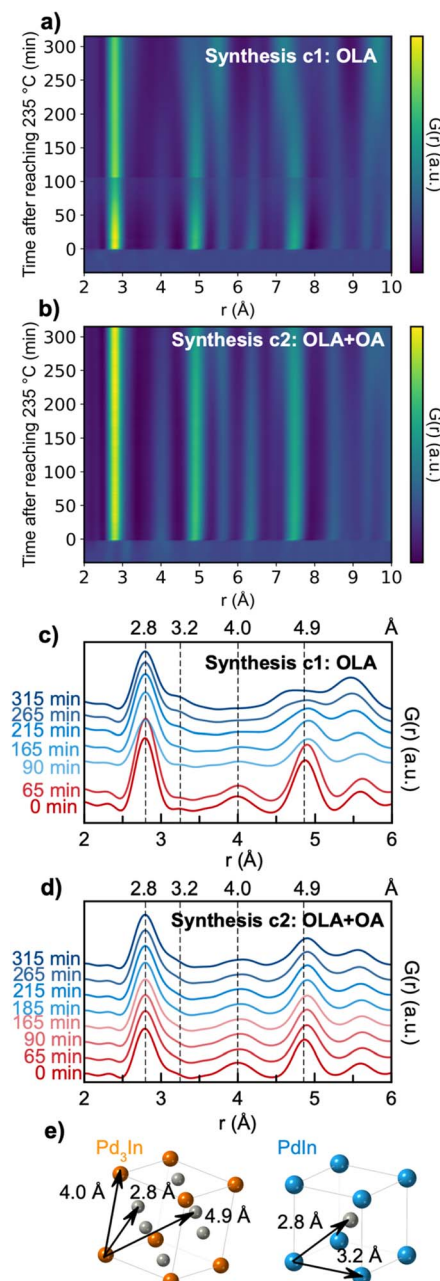 a)
300
250
200
150
100
50
0
Time after reaching 235 °C (min)
Synthesis c1: OLA
G(r) (a.u.)
2 3 4 5 6 7 8 9 10
r (Å)
b)
300
250
200
150
100
50
0
Time after reaching 235 °C (min)
Synthesis c2: OLA+OA
G(r) (a.u.)
2 3 4 5 6 7 8 9 10
r (Å)
c)
2.8 3.2 4.0 4.9 Å
Synthesis c1: OLA
315 min
265 min
215 min
165 min
90 min
65 min
0 min
G(r) (a.u.)
2 3 4 5 6
r (Å)
d)
2.8 3.2 4.0 4.9 Å
Synthesis c2: OLA+OA
315 min
265 min
215 min
185 min
165 min
90 min
65 min
0 min
G(r) (a.u.)
2 3 4 5 6
r (Å)
e)
Pd₃In PdIn
4.0 Å 2.8 Å 4.9 Å
2.8 Å 3.2 Å